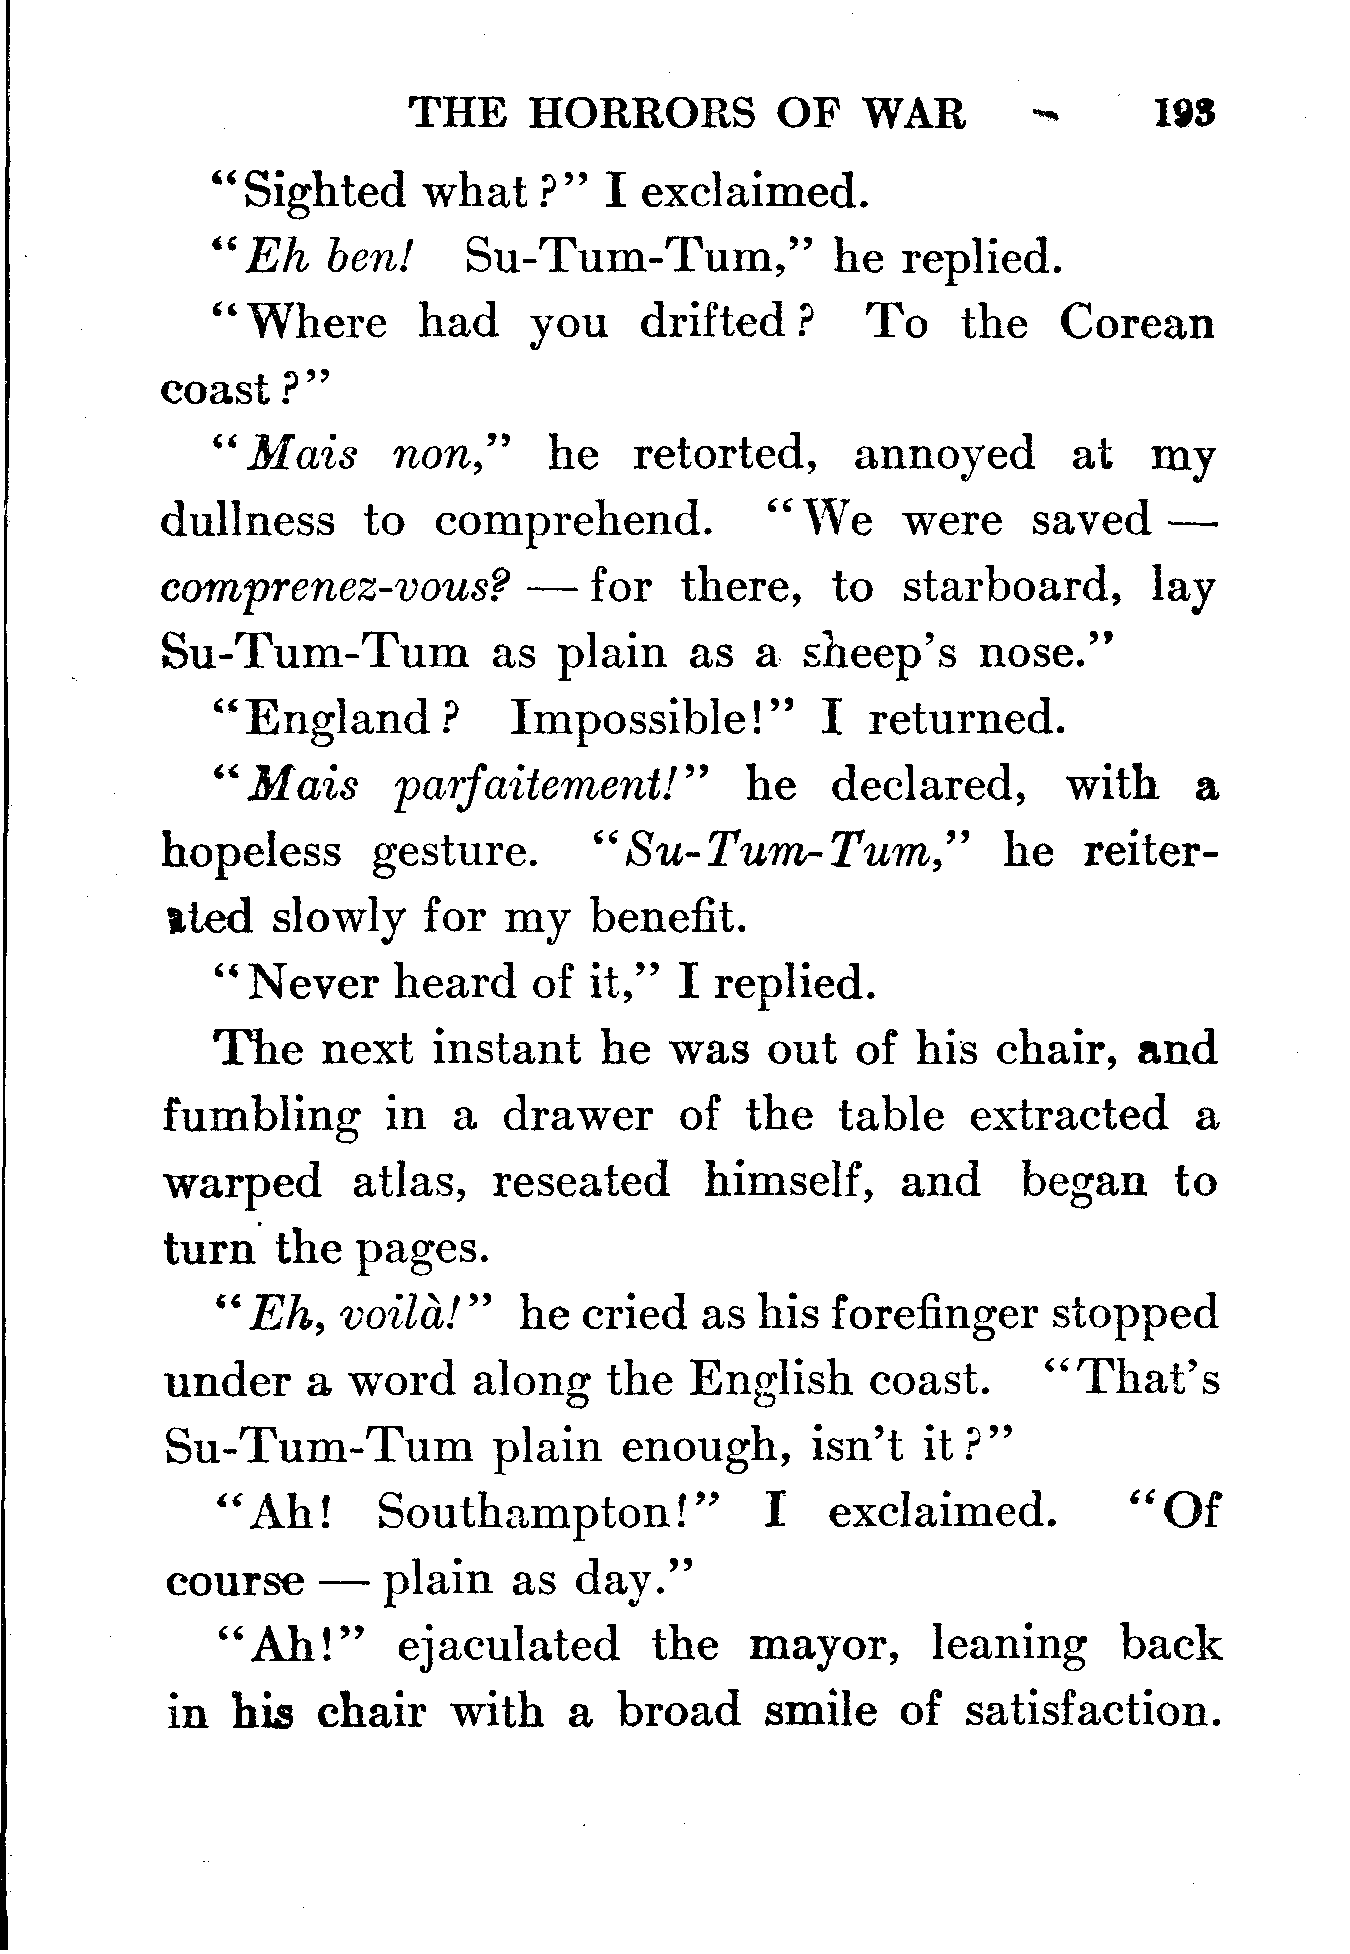 THE HORRORS OF WAR 193
"Sighted what?" I exclaimed.
"Eh ben! Su-Tum-Tum," he replied.
"Where had you drifted? To the Corean
coast?"
"Mais non," he retorted, annoyed at my
dullness to comprehend. "We were saved —
comprenez-vous? — for there, to starboard, lay
Su-Tum-Tum as plain as a sheep's nose."
"England? Impossible!" I returned.
"Mais parfaitement!" he declared, with a
hopeless gesture. "Su-Tum-Tum," he reiter-
ated slowly for my benefit.
"Never heard of it," I replied.
The next instant he was out of his chair, and
fumbling in a drawer of the table extracted a
warped atlas, reseated himself, and began to
turn the pages.
"Eh, voilà!" he cried as his forefinger stopped
under a word along the English coast. "That's
Su-Tum-Tum plain enough, isn't it?"
"Ah! Southampton!" I exclaimed. "Of
course — plain as day."
"Ah!" ejaculated the mayor, leaning back
in his chair with a broad smile of satisfaction.